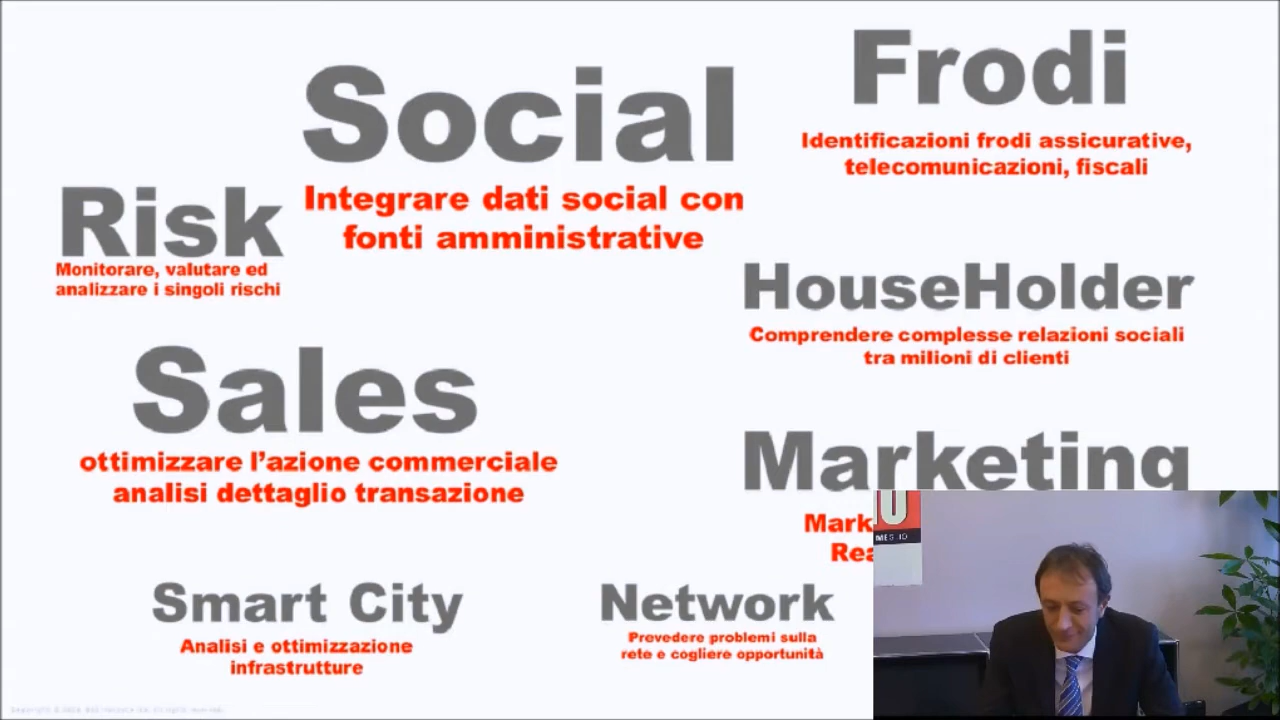 Social
Integrare dati social con
fonti amministrative
Frodi
Identificazioni frodi assicurative,
telecomunicazioni, fiscali
Risk
Monitorare, valutare ed
analizzare i singoli rischi
HouseHolder
Comprendere complesse relazioni sociali
tra milioni di clienti
Sales
ottimizzare l'azione commerciale
analisi dettaglio transazione
Marketing
Smart City
Analisi e ottimizzazione
infrastrutture
Network
Prevedere problemi sulla
rete e cogliere opportunità